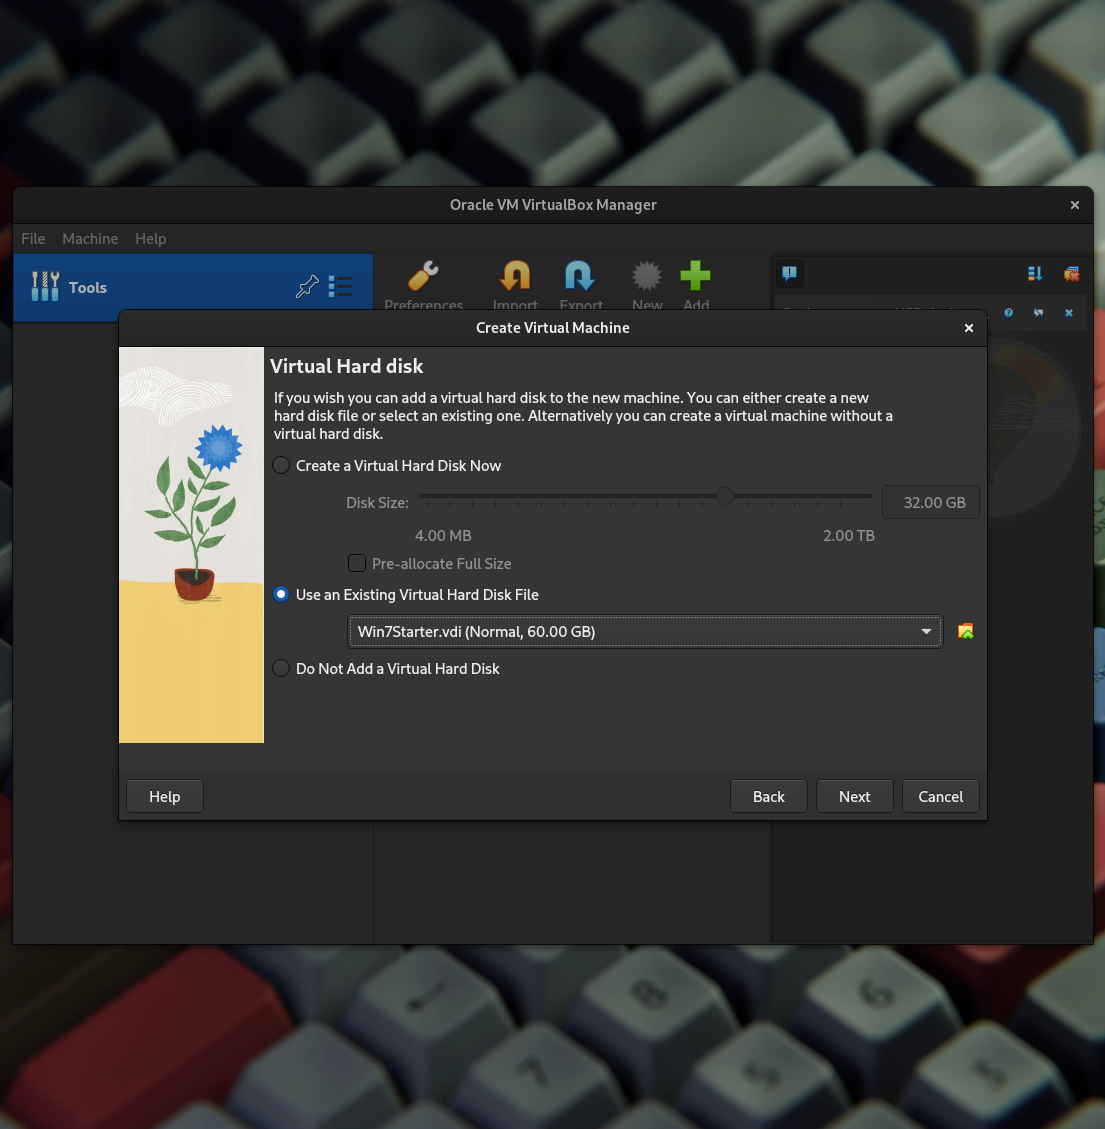 Oracle VM VirtualBox Manager
File Machine Help
Tools
Preferences Import Export New Add
Create Virtual Machine
Virtual Hard disk
If you wish you can add a virtual hard disk to the new machine. You can either create a new
hard disk file or select an existing one. Alternatively you can create a virtual machine without a
virtual hard disk.
Create a Virtual Hard Disk Now
Disk Size: 32.00 GB
4.00 MB 2.00 TB
Pre-allocate Full Size
Use an Existing Virtual Hard Disk File
Win7Starter.vdi (Normal, 60.00 GB)
Do Not Add a Virtual Hard Disk
Help Back Next Cancel
8 6
7 5